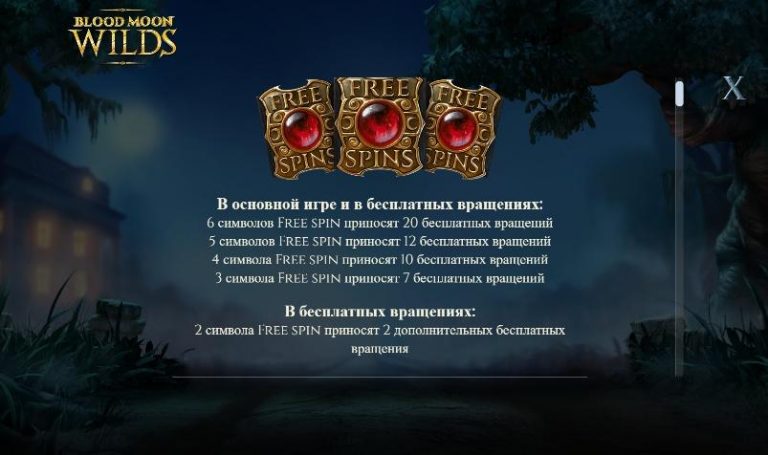 BLOOD MOON
WILDS
X
FREE SPINS
FREE SPINS
FREE SPINS
В основной игре и в бесплатных вращениях:
6 символов FREE SPIN приносят 20 бесплатных вращений
5 символов FREE SPIN приносят 12 бесплатных вращений
4 символа FREE SPIN приносят 10 бесплатных вращений
3 символа FREE SPIN приносят 7 бесплатных вращений
В бесплатных вращениях:
2 символа FREE SPIN приносят 2 дополнительных бесплатных
вращения